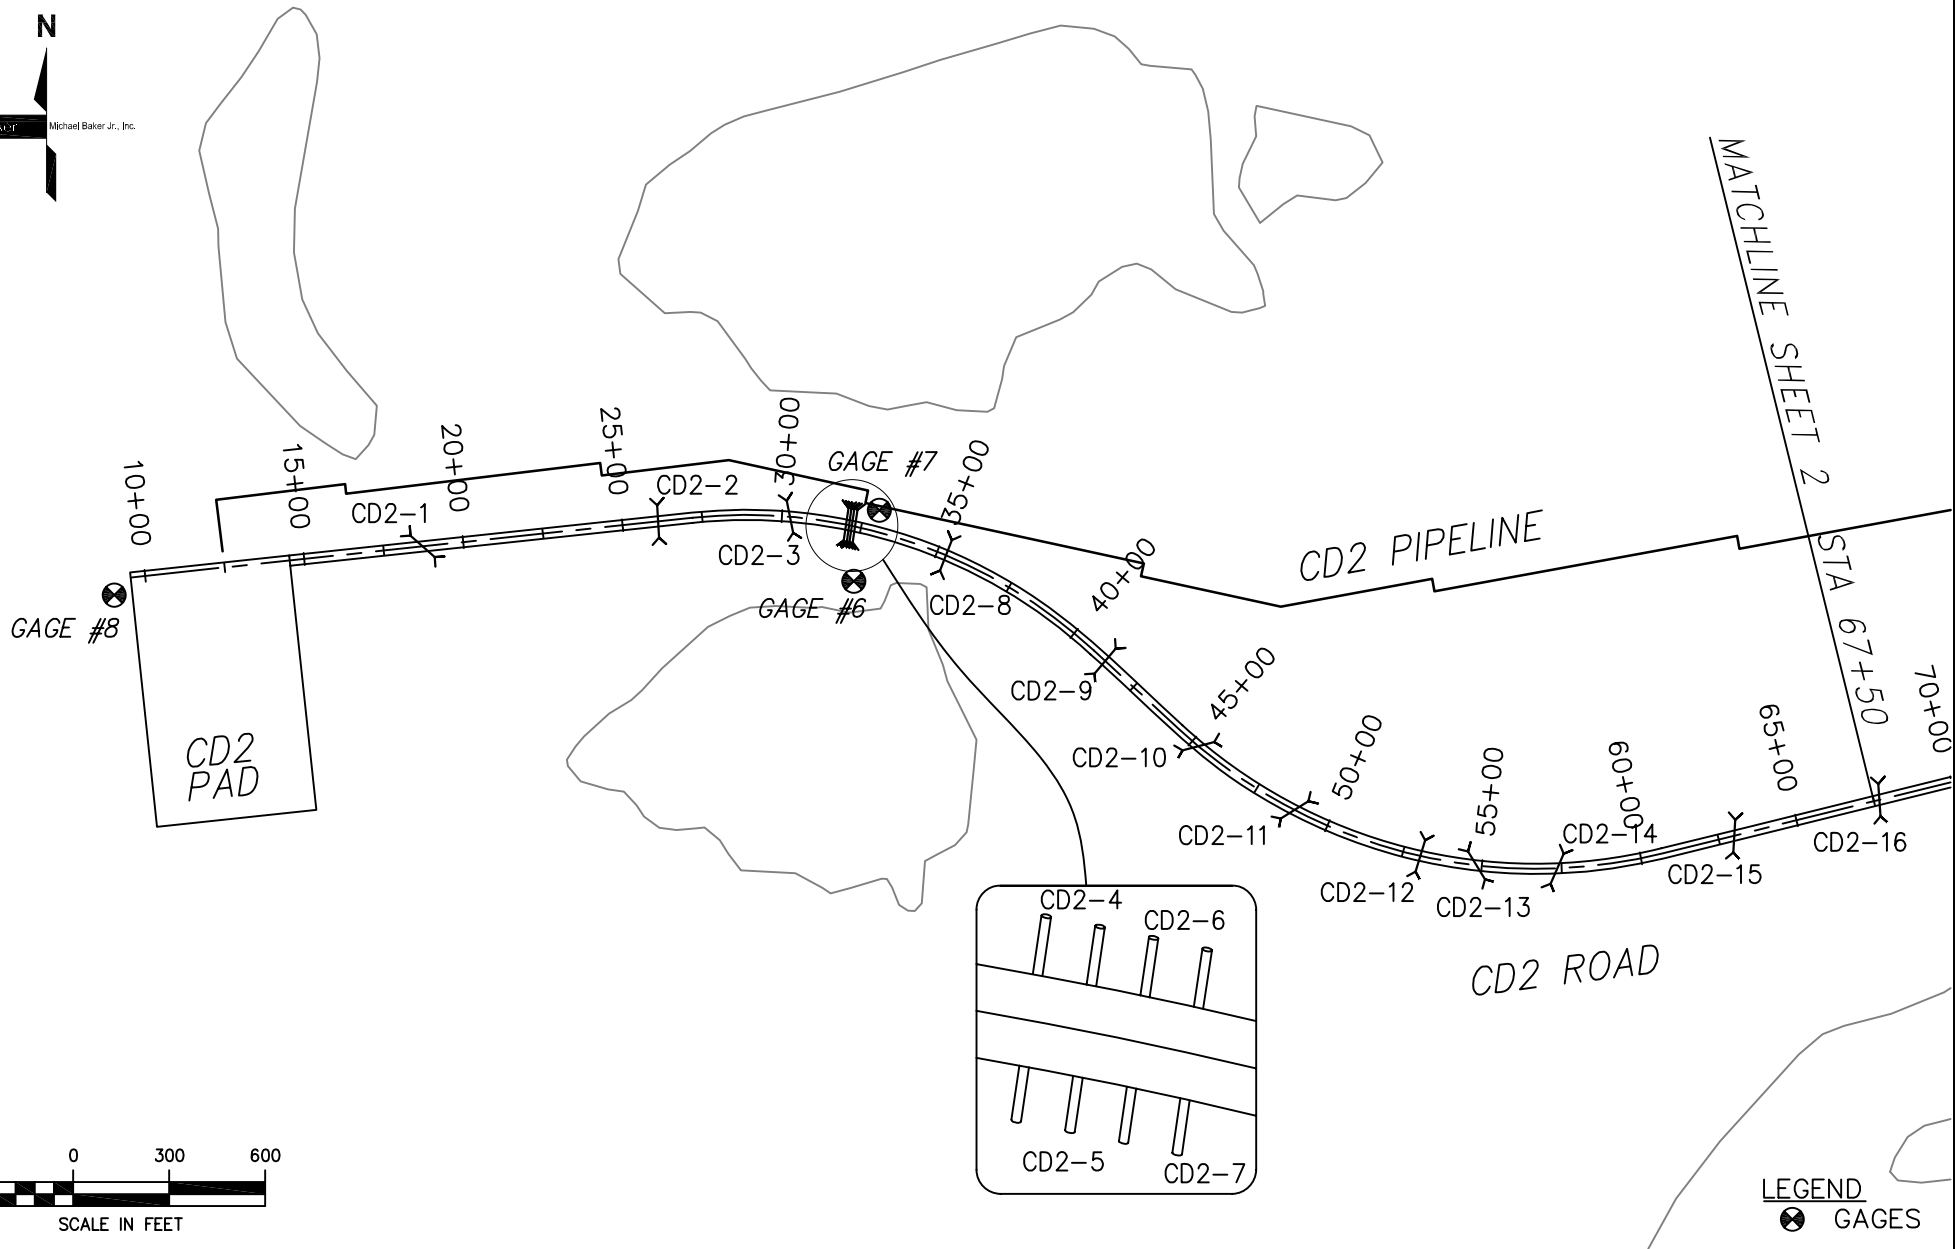 N
Michael Baker Jr., Inc.
MATCHLINE SHEET 2 STA 67+50
10+00
15+00
20+00
25+00
30+00
35+00
40+00
45+00
50+00
55+00
60+00
65+00
70+00
GAGE #7
GAGE #6
GAGE #8
CD2-1
CD2-2
CD2-3
CD2-8
CD2-9
CD2-10
CD2-11
CD2-12
CD2-13
CD2-14
CD2-15
CD2-16
CD2 PIPELINE
CD2
PAD
CD2 ROAD
CD2-4
CD2-6
CD2-5
CD2-7
0 300 600
SCALE IN FEET
LEGEND
GAGES